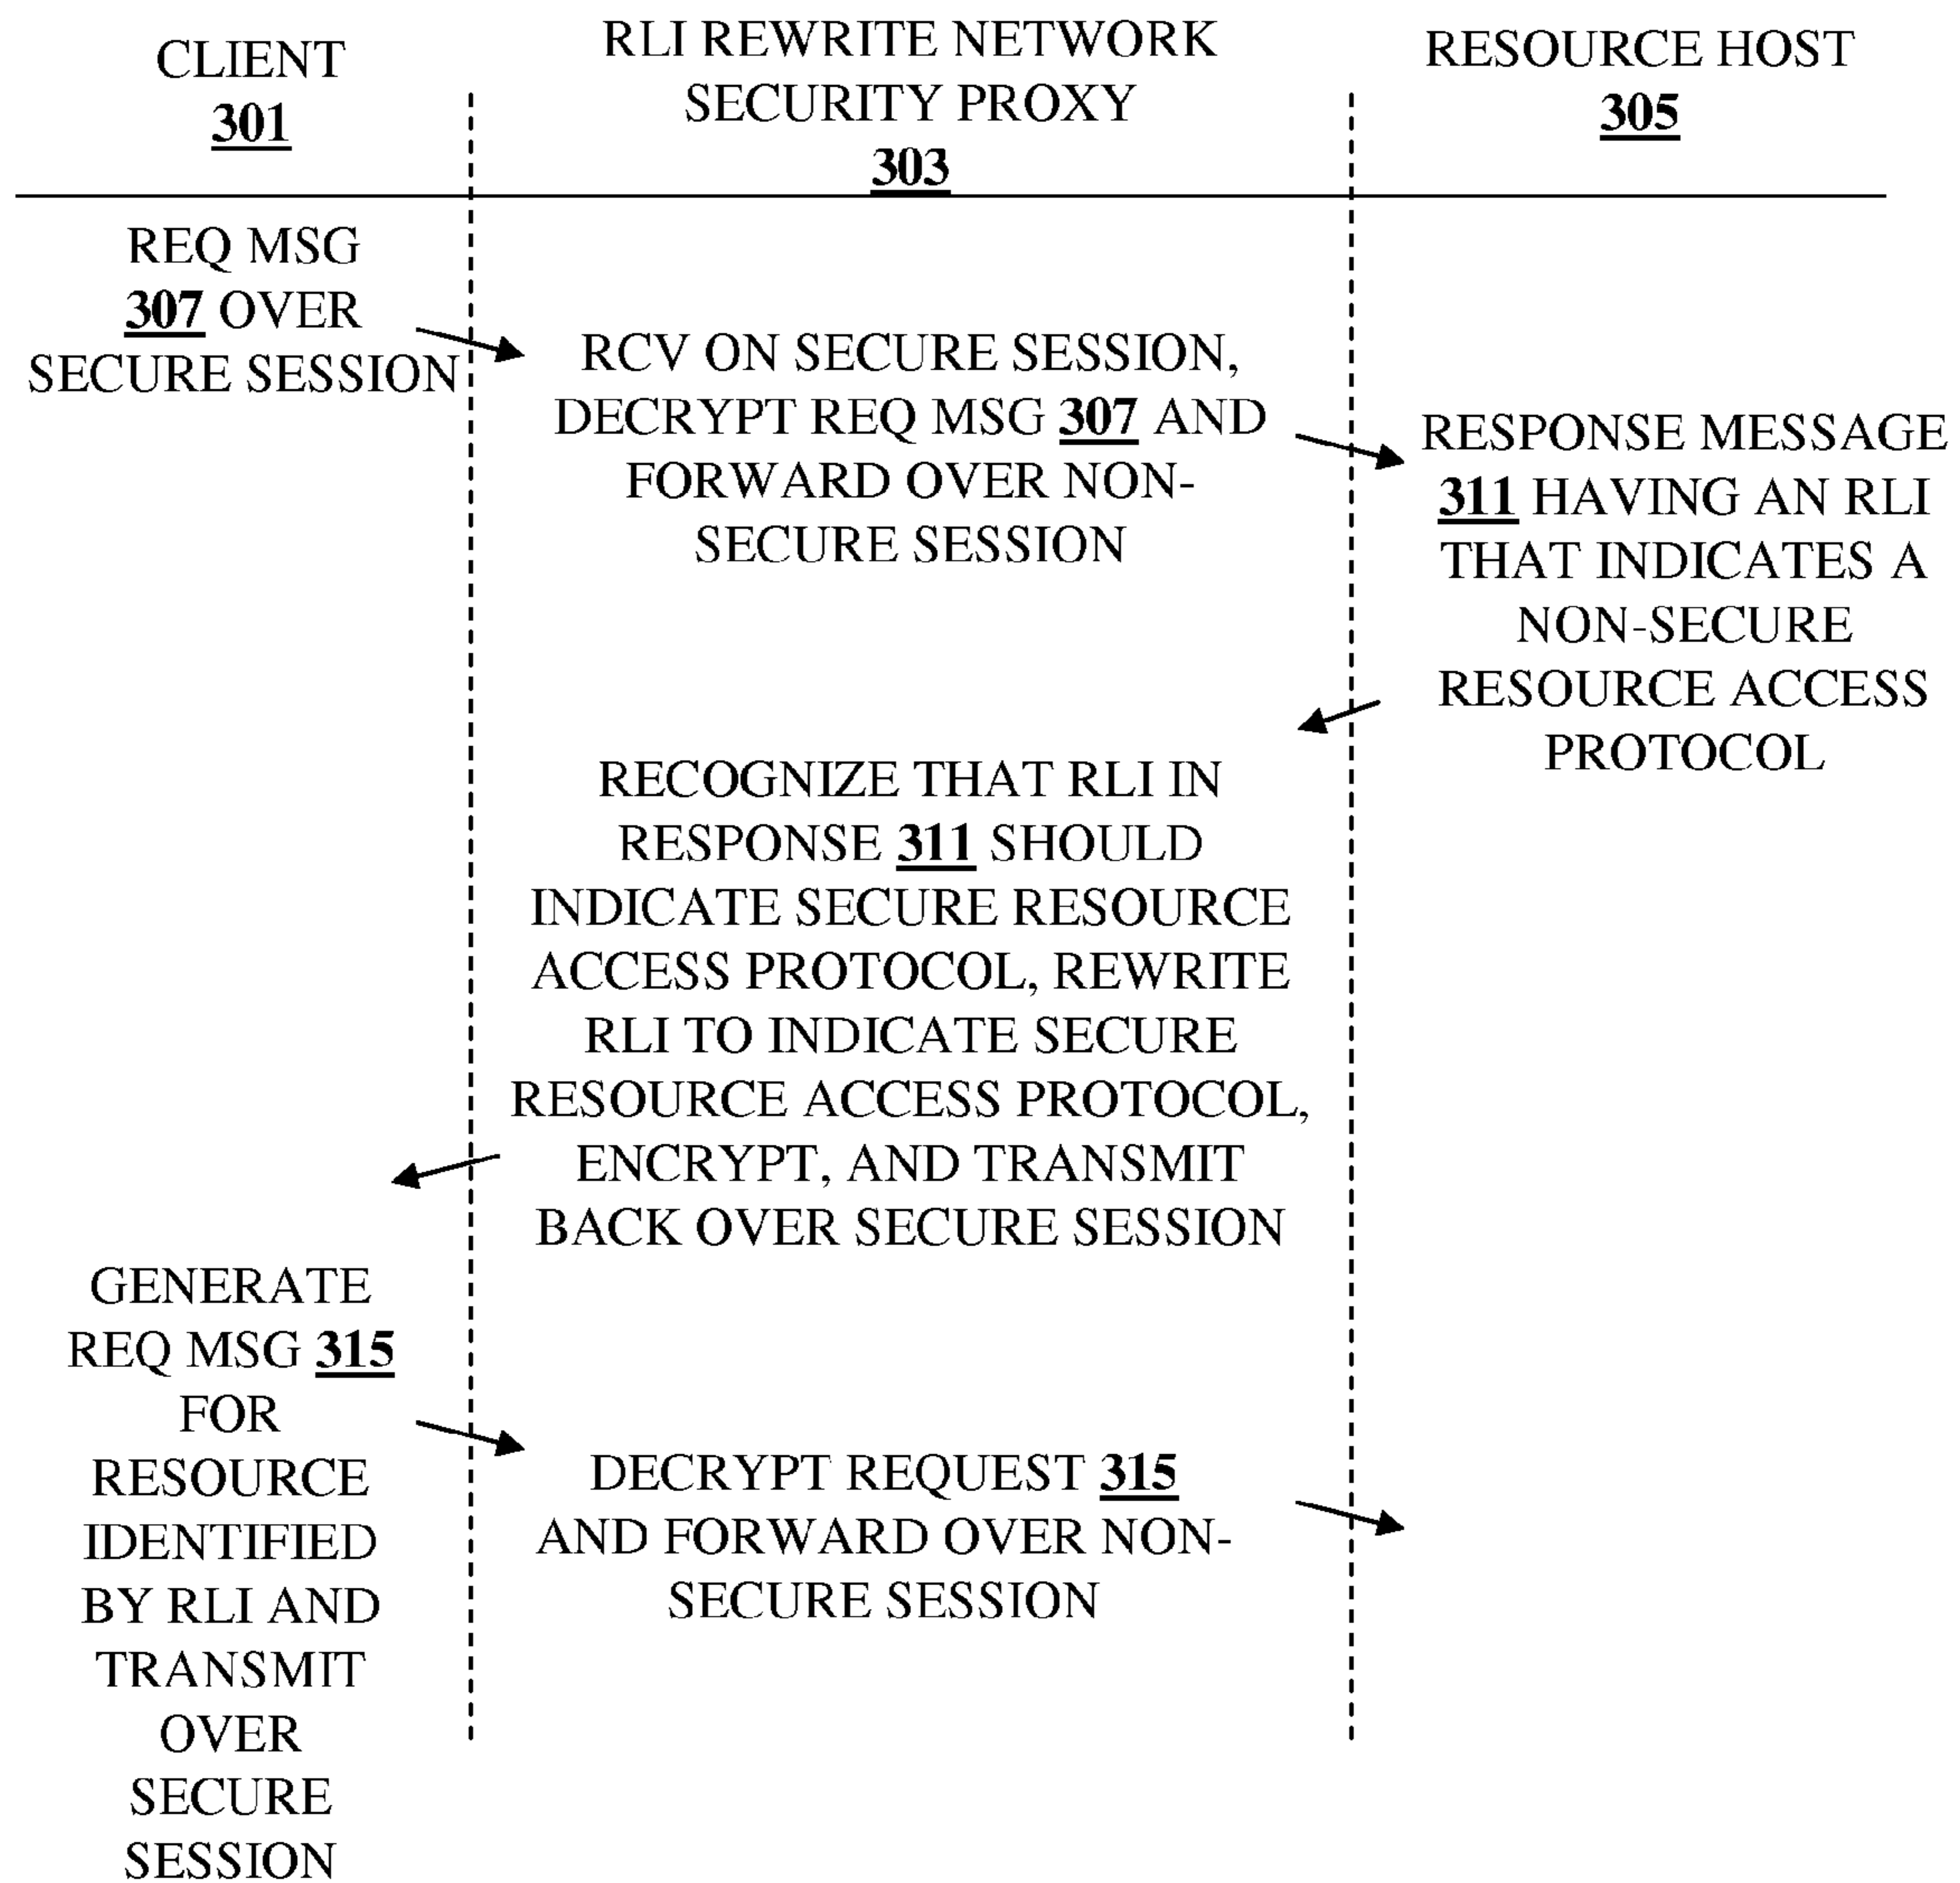 CLIENT
301
RLI REWRITE NETWORK
SECURITY PROXY
303
RESOURCE HOST
305
REQ MSG
307 OVER
SECURE SESSION
RCV ON SECURE SESSION,
DECRYPT REQ MSG 307 AND
FORWARD OVER NON-
SECURE SESSION
RESPONSE MESSAGE
311 HAVING AN RLI
THAT INDICATES A
NON-SECURE
RESOURCE ACCESS
PROTOCOL
RECOGNIZE THAT RLI IN
RESPONSE 311 SHOULD
INDICATE SECURE RESOURCE
ACCESS PROTOCOL, REWRITE
RLI TO INDICATE SECURE
RESOURCE ACCESS PROTOCOL,
ENCRYPT, AND TRANSMIT
BACK OVER SECURE SESSION
GENERATE
REQ MSG 315
FOR
RESOURCE
IDENTIFIED
BY RLI AND
TRANSMIT
OVER
SECURE
SESSION
DECRYPT REQUEST 315
AND FORWARD OVER NON-
SECURE SESSION